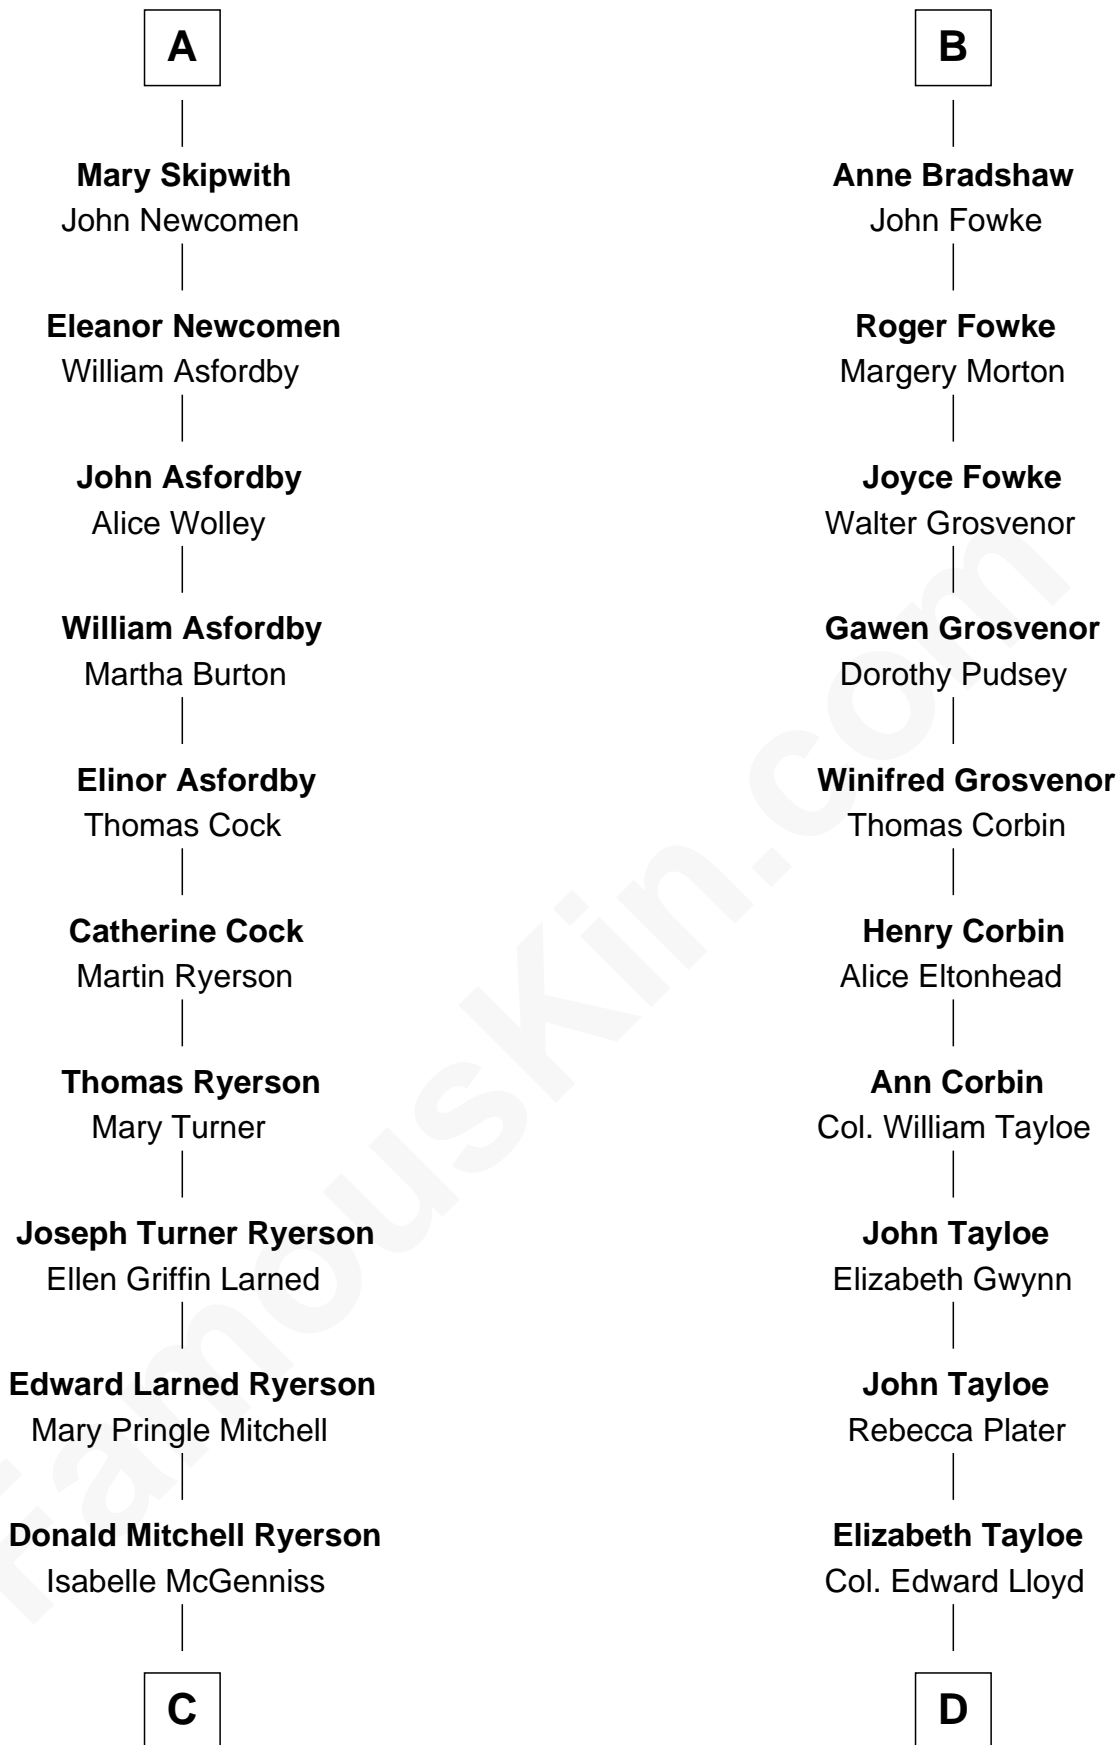 A
Mary Skipwith
John Newcomen
Eleanor Newcomen
William Asfordby
John Asfordby
Alice Wolley
William Asfordby
Martha Burton
Elinor Asfordby
Thomas Cock
Catherine Cock
Martin Ryerson
Thomas Ryerson
Mary Turner
Joseph Turner Ryerson
Ellen Griffin Larned
Edward Larned Ryerson
Mary Pringle Mitchell
Donald Mitchell Ryerson
Isabelle McGenniss
C
B
Anne Bradshaw
John Fowke
Roger Fowke
Margery Morton
Joyce Fowke
Walter Grosvenor
Gawen Grosvenor
Dorothy Pudsey
Winifred Grosvenor
Thomas Corbin
Henry Corbin
Alice Eltonhead
Ann Corbin
Col. William Tayloe
John Tayloe
Elizabeth Gwynn
John Tayloe
Rebecca Plater
Elizabeth Tayloe
Col. Edward Lloyd
D
FamousKin.com